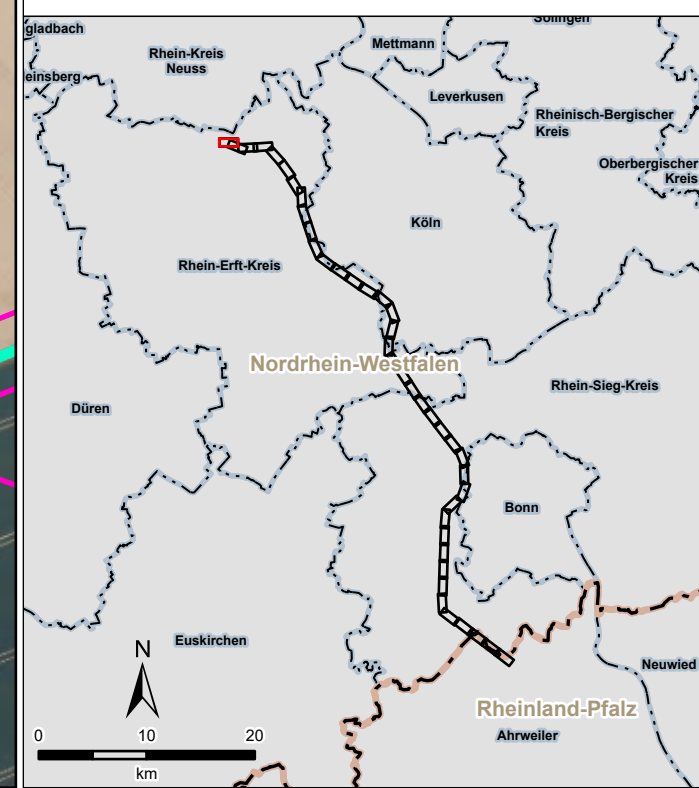 Solingen
gladbach
Mettmann
Rhein-Kreis
Neuss
einsberg
Leverkusen
Rheinisch-Bergischer
Kreis
Oberbergischer
Kreis
Köln
Rhein-Erft-Kreis
Nordrhein-Westfalen
Rhein-Sieg-Kreis
Düren
Bonn
Euskirchen
N
Neuwied
Rheinland-Pfalz
Ahrweiler
0 10 20
km